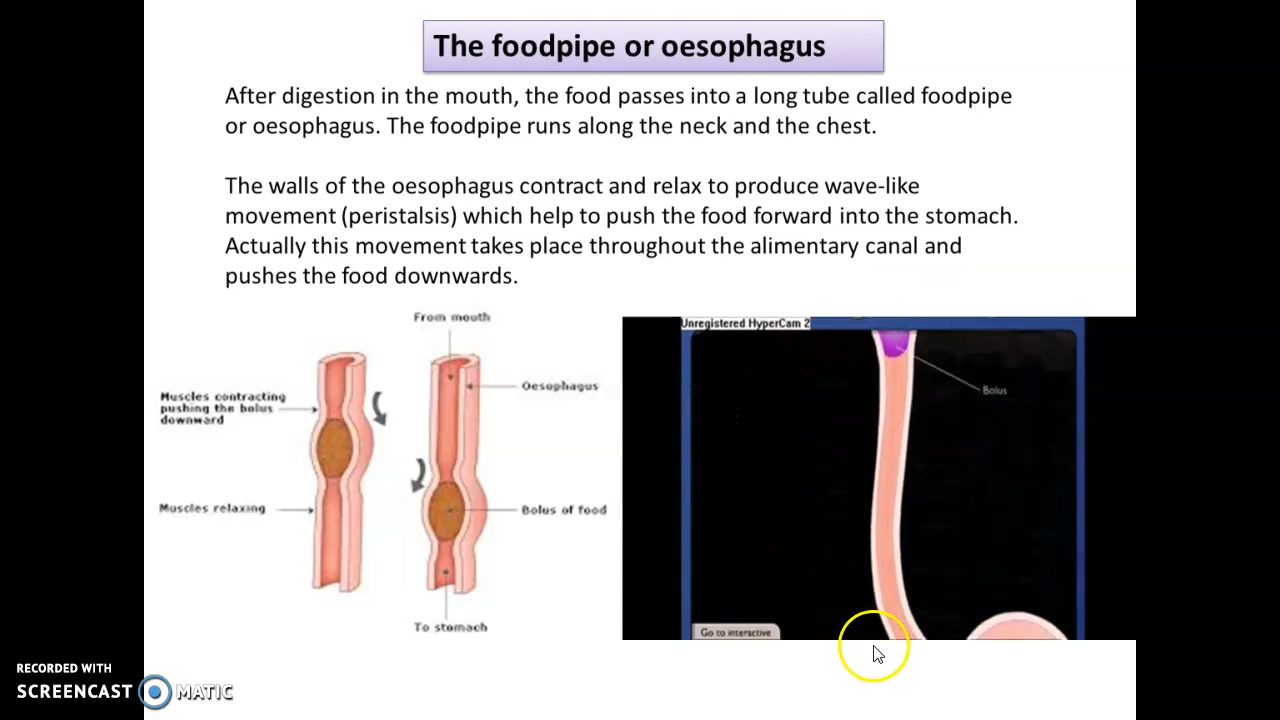 The foodpipe or oesophagus
After digestion in the mouth, the food passes into a long tube called foodpipe
or oesophagus. The foodpipe runs along the neck and the chest.
The walls of the oesophagus contract and relax to produce wave-like
movement (peristalsis) which help to push the food forward into the stomach.
Actually this movement takes place throughout the alimentary canal and
pushes the food downwards.
From mouth
Oesophagus
Muscles contracting
pushing the bolus
downward
Muscles relaxing
Bolus of food
To stomach
Unregistered HyperCam 2
Bolus
Go to interactive
RECORDED WITH
SCREENCAST MATIC